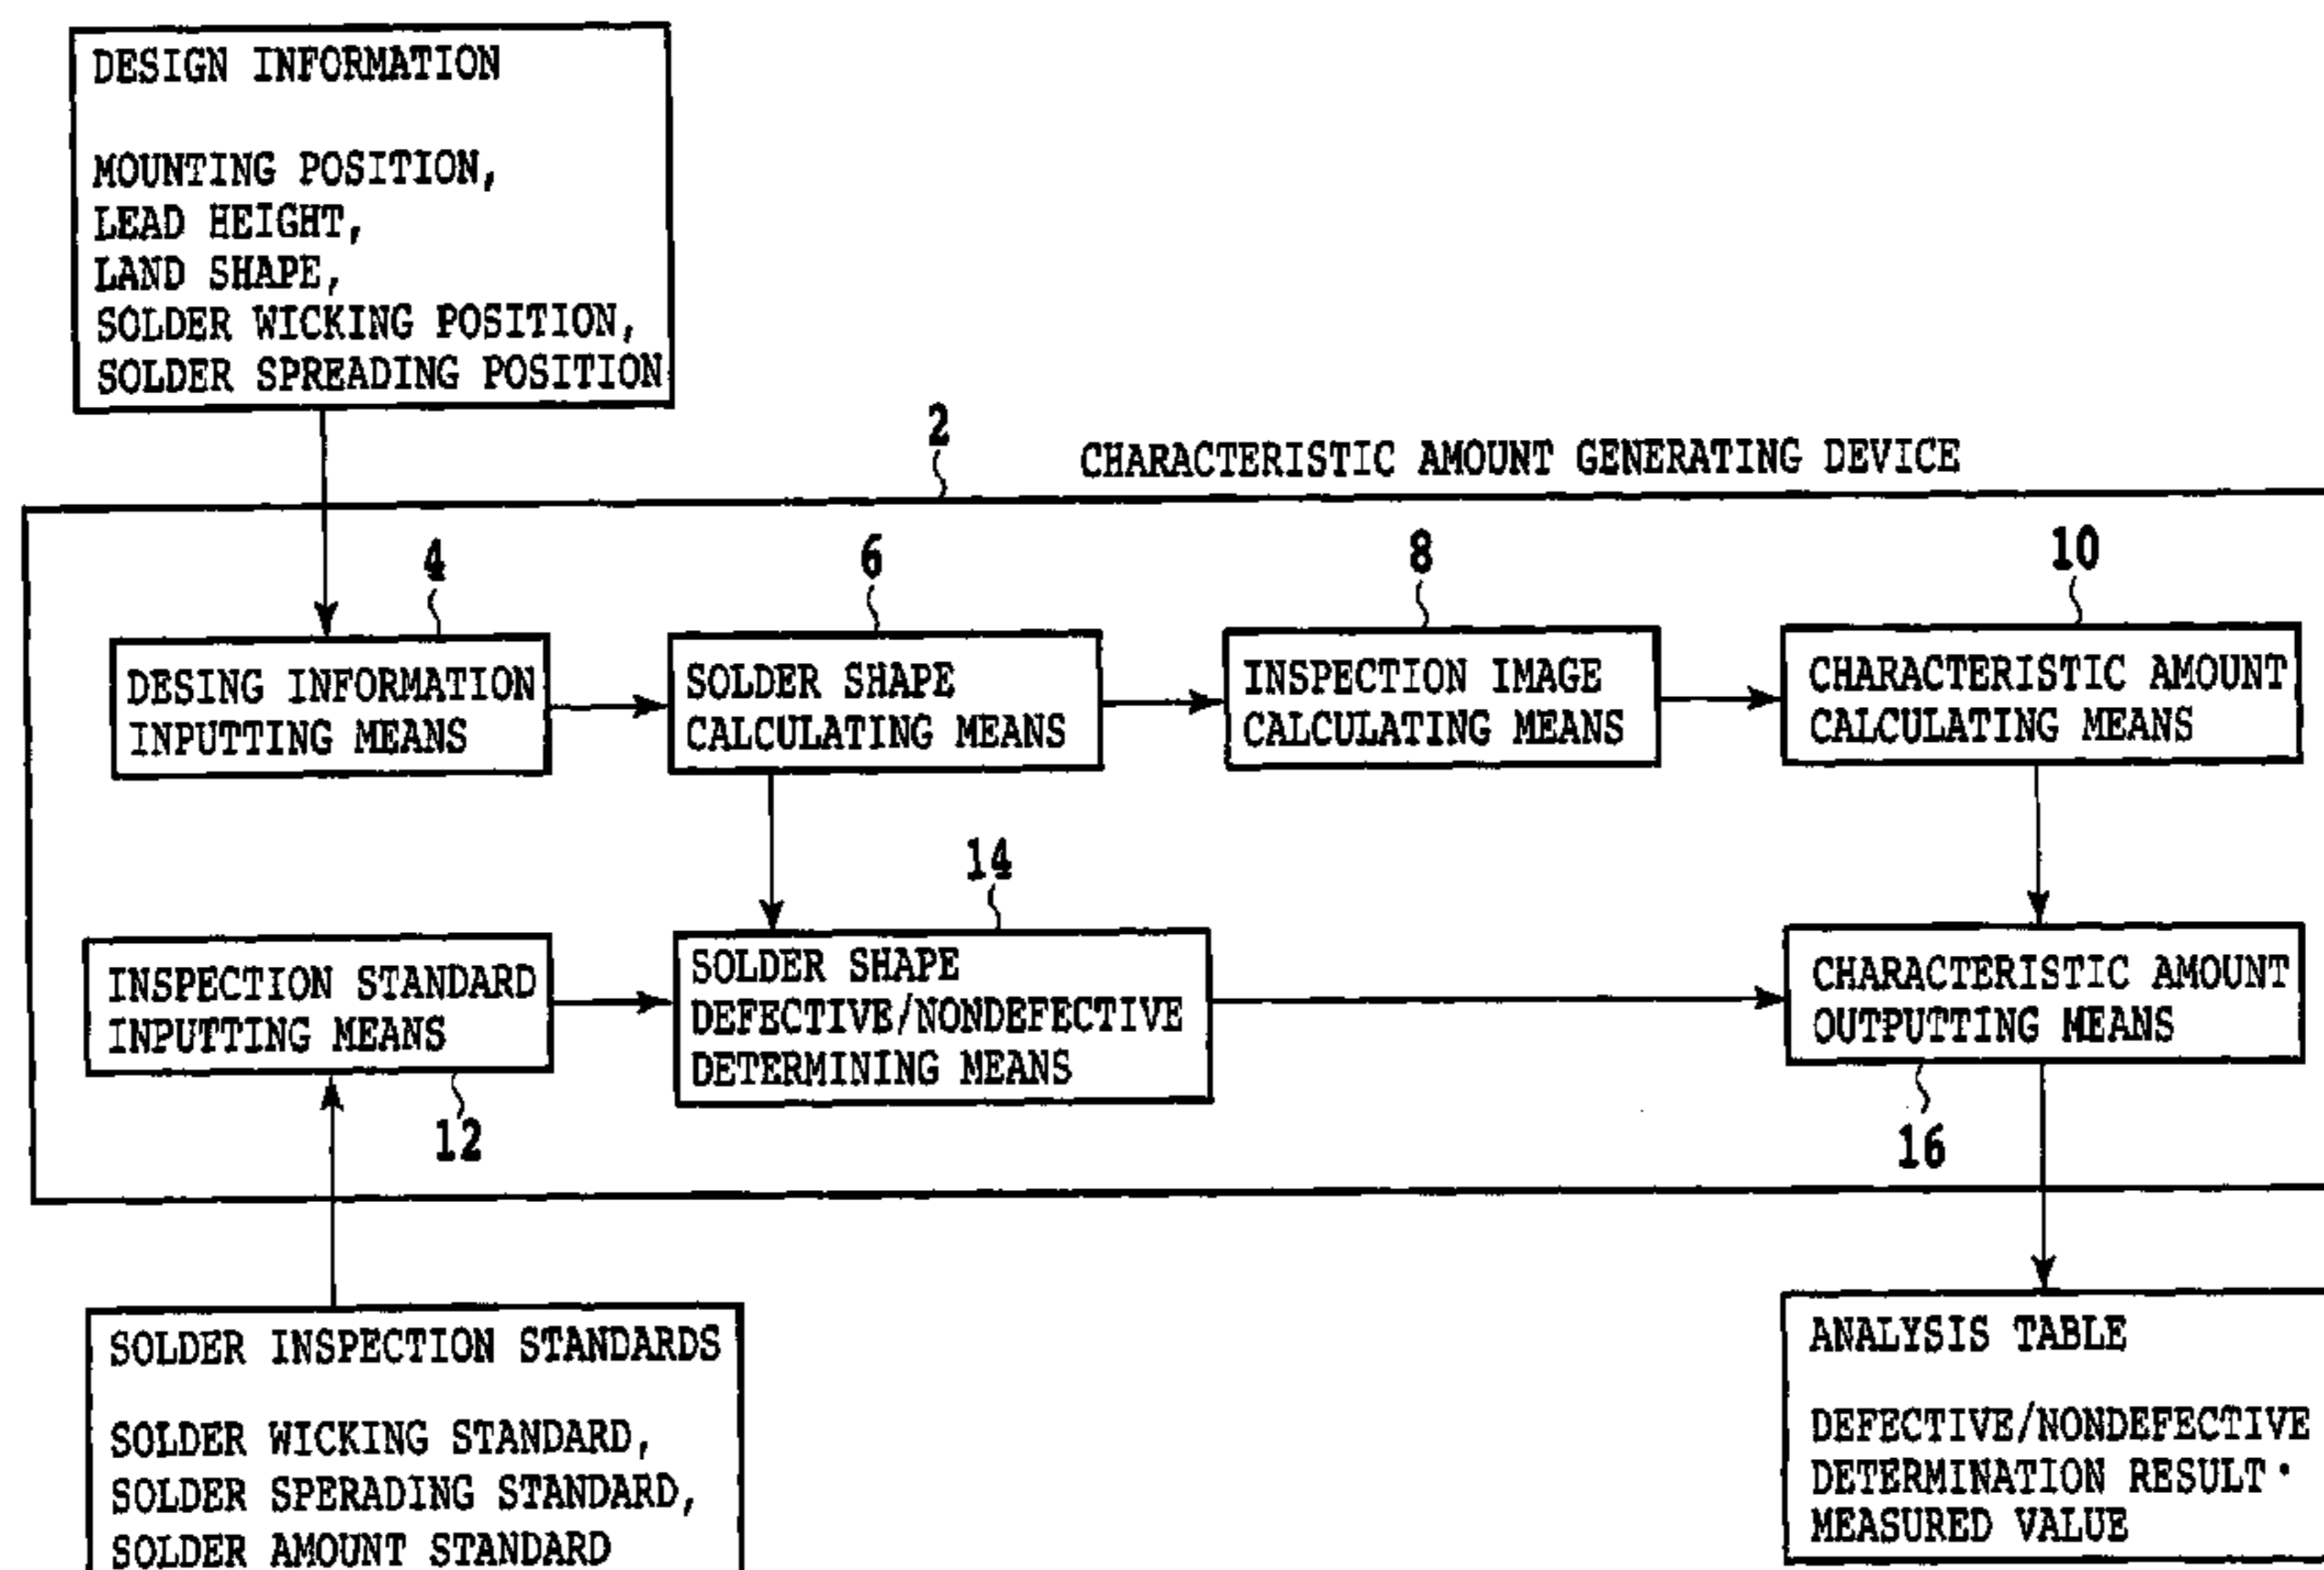 DESIGN INFORMATION
MOUNTING POSITION,
LEAD HEIGHT,
LAND SHAPE,
SOLDER WICKING POSITION,
SOLDER SPREADING POSITION
2
CHARACTERISTIC AMOUNT GENERATING DEVICE
4
6
8
10
DESING INFORMATION
INPUTTING MEANS
SOLDER SHAPE
CALCULATING MEANS
INSPECTION IMAGE
CALCULATING MEANS
CHARACTERISTIC AMOUNT
CALCULATING MEANS
14
INSPECTION STANDARD
INPUTTING MEANS
SOLDER SHAPE
DEFECTIVE/NONDEFECTIVE
DETERMINING MEANS
CHARACTERISTIC AMOUNT
OUTPUTTING MEANS
12
16
SOLDER INSPECTION STANDARDS
SOLDER WICKING STANDARD,
SOLDER SPERADING STANDARD,
SOLDER AMOUNT STANDARD
ANALYSIS TABLE
DEFECTIVE/NONDEFECTIVE
DETERMINATION RESULT·
MEASURED VALUE